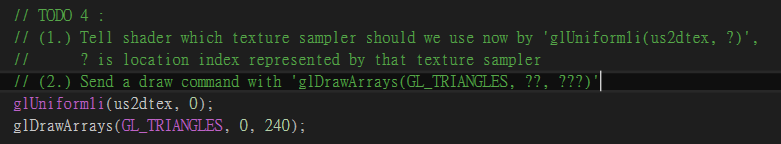 // TODO 4 :
// (1.) Tell shader which texture sampler should we use now by 'glUniform1i(us2dtex, ?)',
//      ? is location index represented by that texture sampler
// (2.) Send a draw command with 'glDrawArrays(GL_TRIANGLES, ??, ???)'
glUniform1i(us2dtex, 0);
glDrawArrays(GL_TRIANGLES, 0, 240);